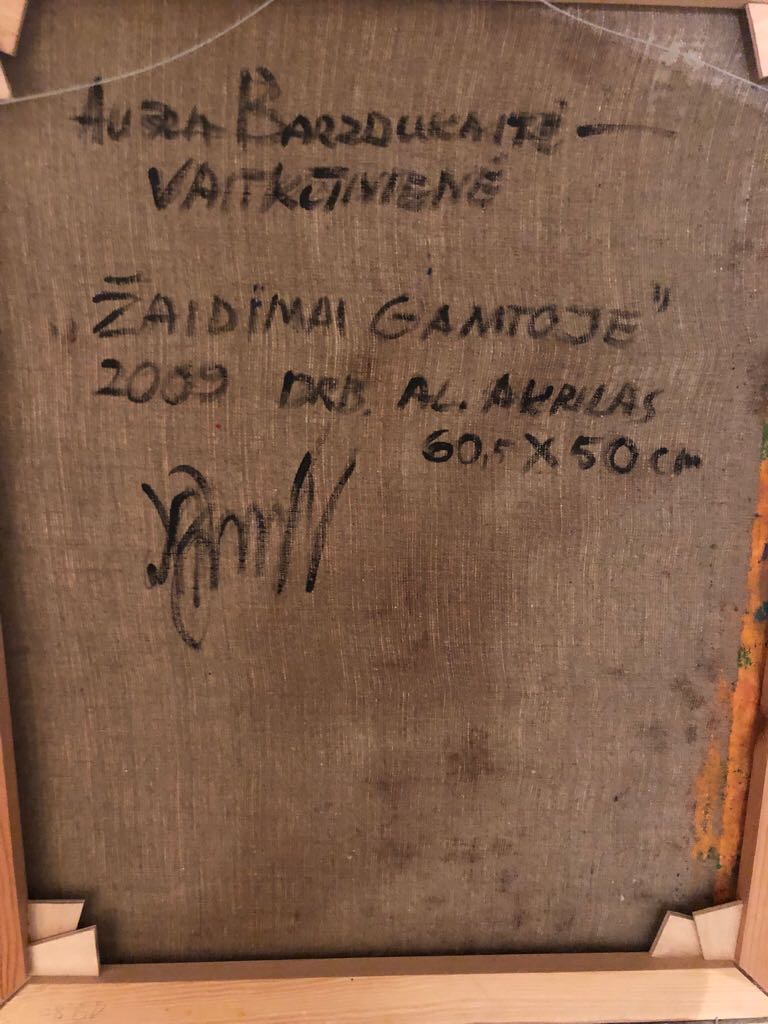 AUŠRA BARZDUKAITĖ –
VAITKŪNIENĖ
„ŽAIDIMAI GAMTOJE"
2009 DRB. AL. AKRILAS
60,5 X 50 cm